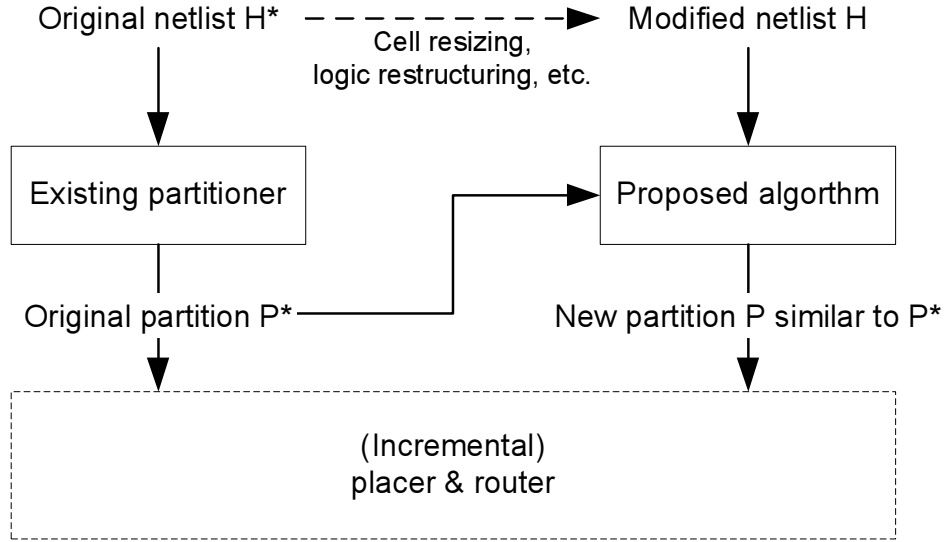 Original netlist H*
Modified netlist H
Cell resizing,
logic restructuring, etc.
Existing partitioner
Proposed algorthm
Original partition P*
New partition P similar to P*
(Incremental)
placer & router